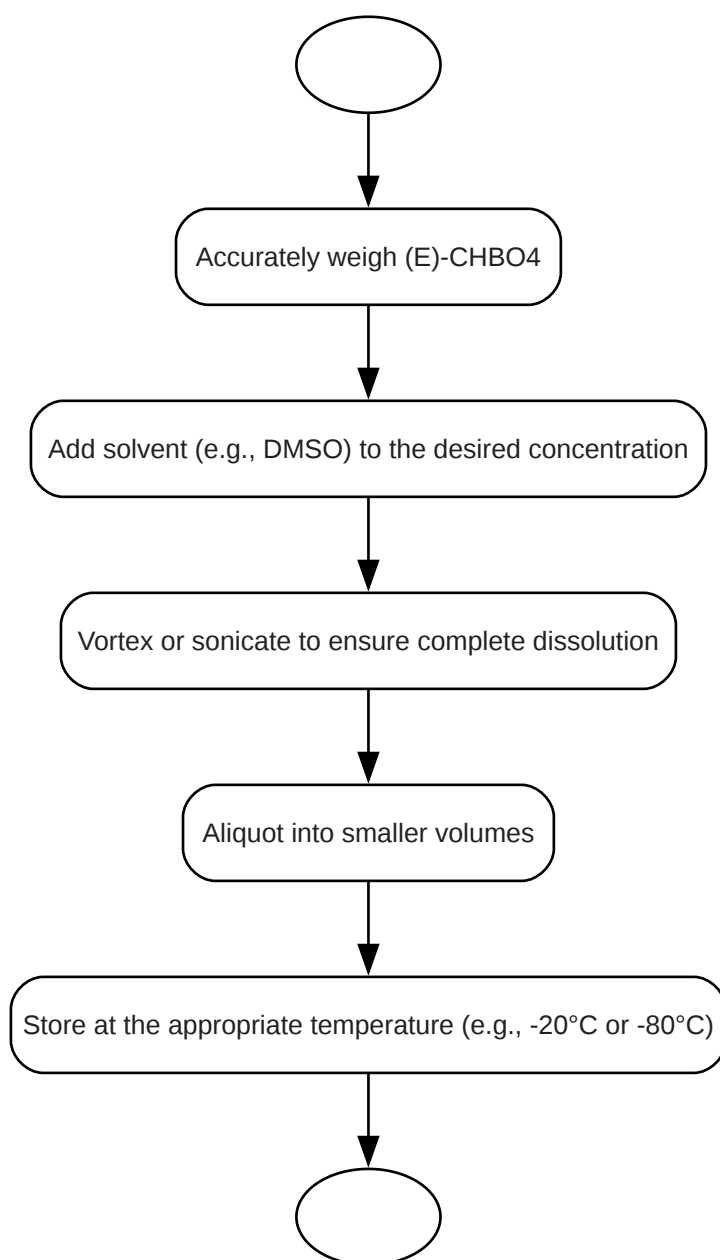 Accurately weigh (E)-CHBO4
Add solvent (e.g., DMSO) to the desired concentration
Vortex or sonicate to ensure complete dissolution
Aliquot into smaller volumes
Store at the appropriate temperature (e.g., -20°C or -80°C)